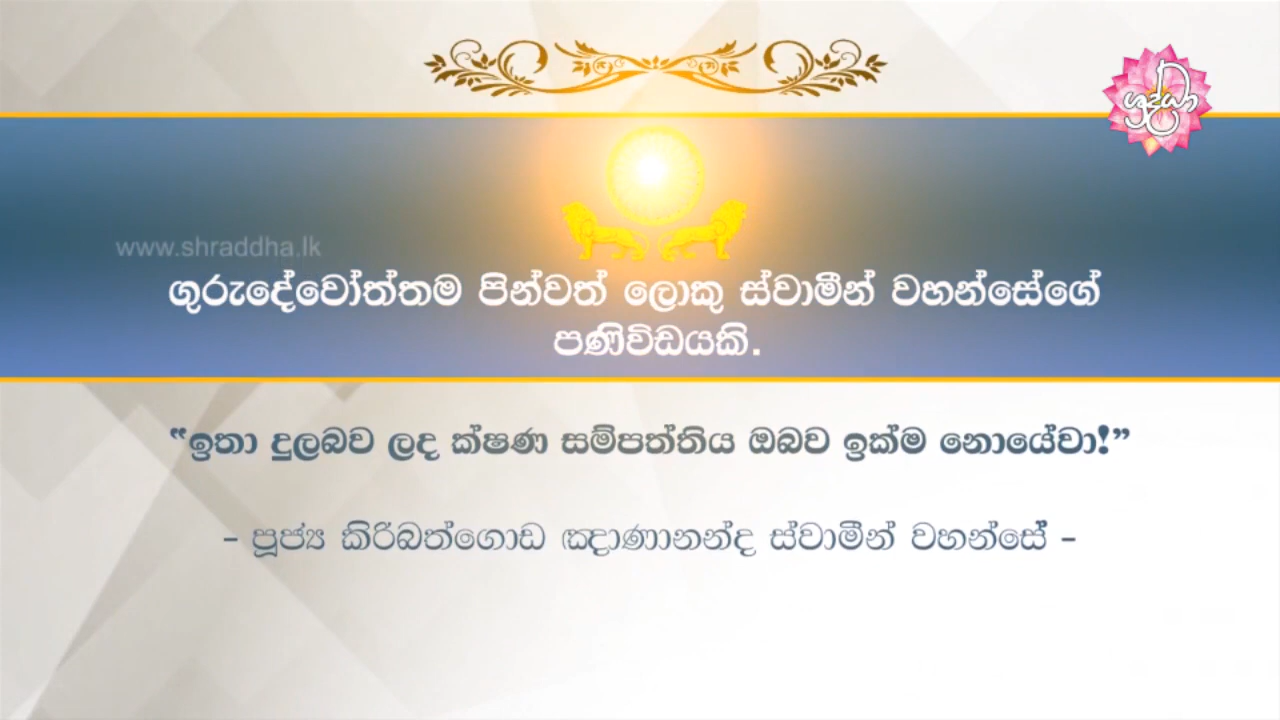 ශ්‍රද්ධා
www.shraddha.lk
ගුරුදේවෝත්තම පින්වත් ලොකු ස්වාමීන් වහන්සේගේ
පණිවිඩයකි.
“ඉතා දුලබව ලද ක්ෂණ සම්පත්තිය ඔබව ඉක්ම නොයේවා!”
– පූජ්‍ය කිරිබත්ගොඩ ඤාණානන්ද ස්වාමීන් වහන්සේ –